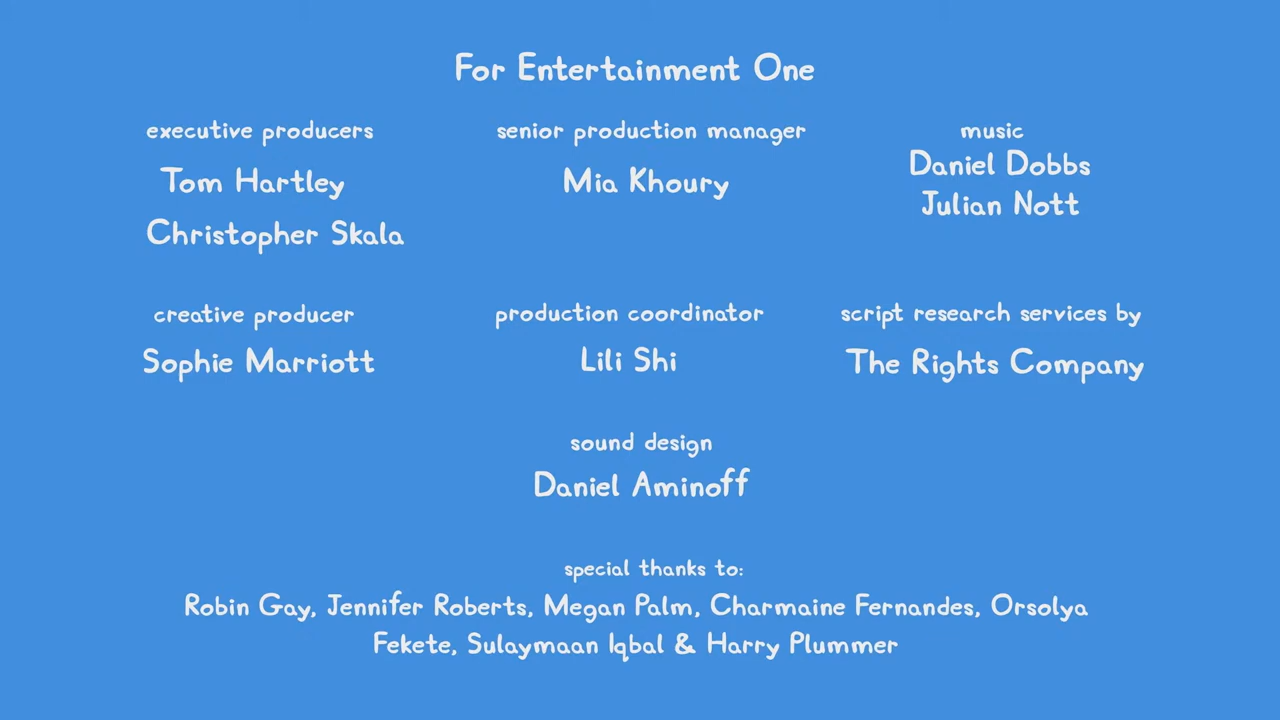 For Entertainment One
executive producers
Tom Hartley
Christopher Skala
senior production manager
Mia Khoury
music
Daniel Dobbs
Julian Nott
creative producer
Sophie Marriott
production coordinator
Lili Shi
script research services by
The Rights Company
sound design
Daniel Aminoff
special thanks to:
Robin Gay, Jennifer Roberts, Megan Palm, Charmaine Fernandes, Orsolya
Fekete, Sulaymaan Iqbal & Harry Plummer